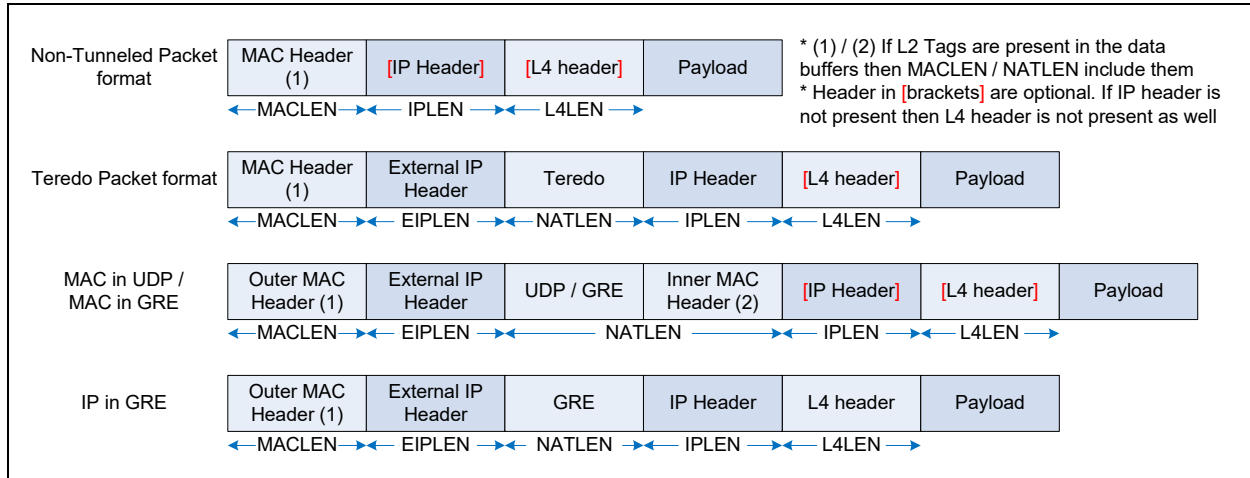 Non-Tunneled Packet
format
MAC Header
(1)
[IP Header]
[L4 header]
Payload
MACLEN
IPLEN
L4LEN
* (1) / (2) If L2 Tags are present in the data
buffers then MACLEN / NATLEN include them
* Header in [brackets] are optional. If IP header is
not present then L4 header is not present as well
Teredo Packet format
MAC Header
(1)
External IP
Header
Teredo
IP Header
[L4 header]
Payload
MACLEN
EIPLEN
NATLEN
IPLEN
L4LEN
MAC in UDP /
MAC in GRE
Outer MAC
Header (1)
External IP
Header
UDP / GRE
Inner MAC
Header (2)
[IP Header]
[L4 header]
Payload
MACLEN
EIPLEN
NATLEN
IPLEN
L4LEN
IP in GRE
Outer MAC
Header (1)
External IP
Header
GRE
IP Header
L4 header
Payload
MACLEN
EIPLEN
NATLEN
IPLEN
L4LEN